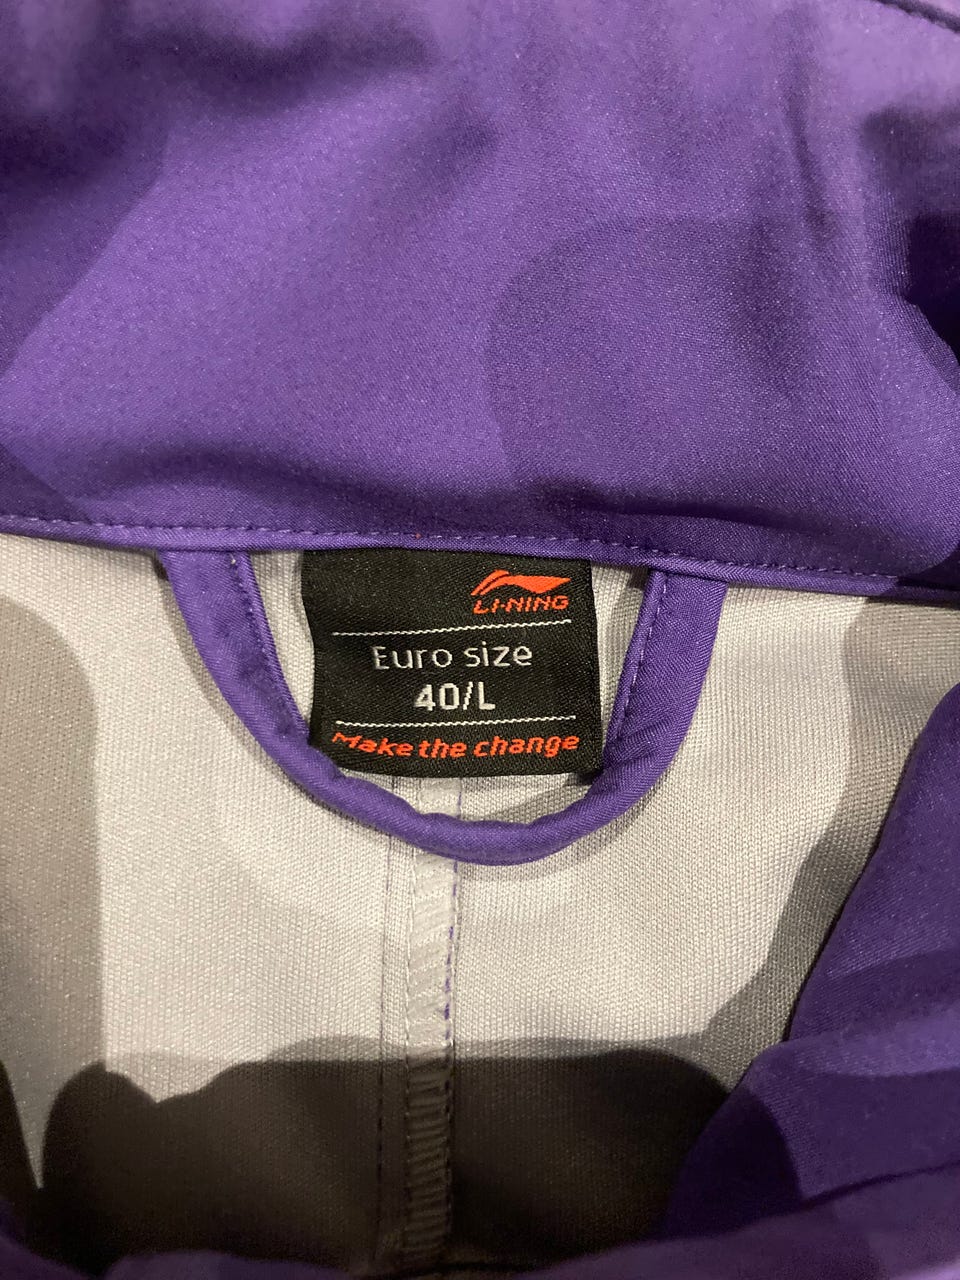 LI-NING
Euro size
40/L
Make the change